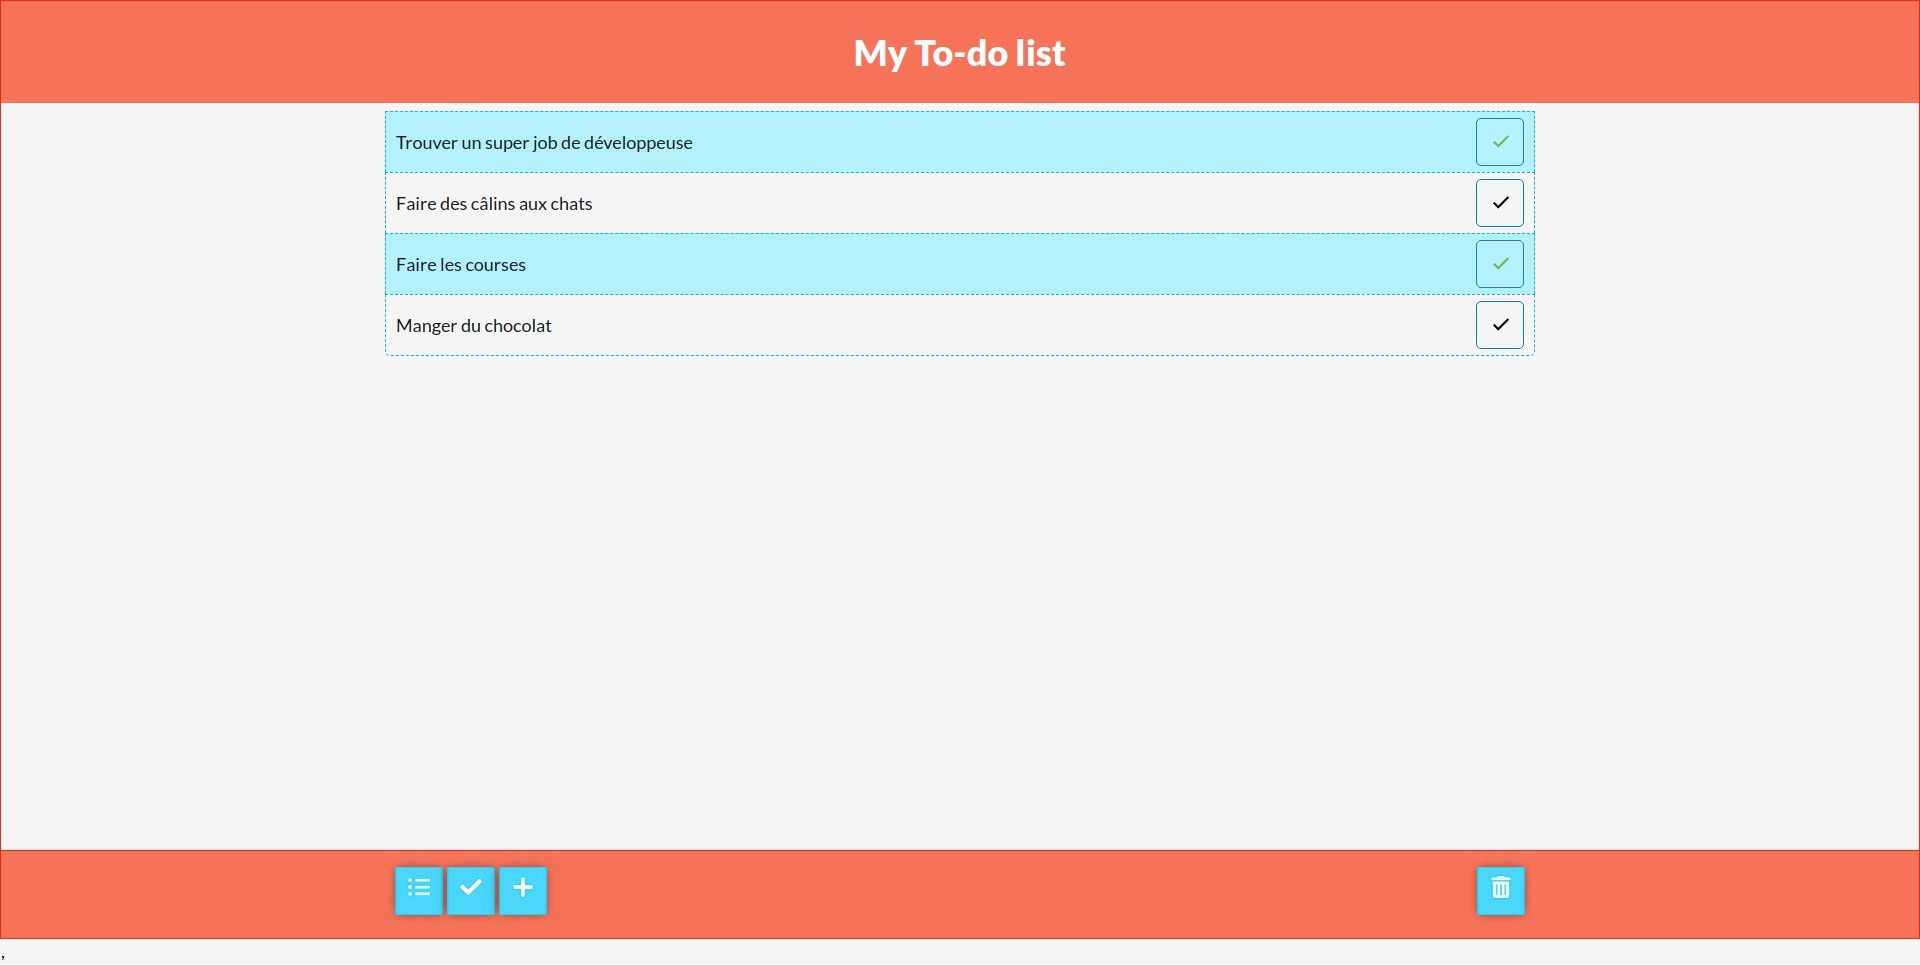 My To-do list
Trouver un super job de développeuse
Faire des câlins aux chats
Faire les courses
Manger du chocolat
,